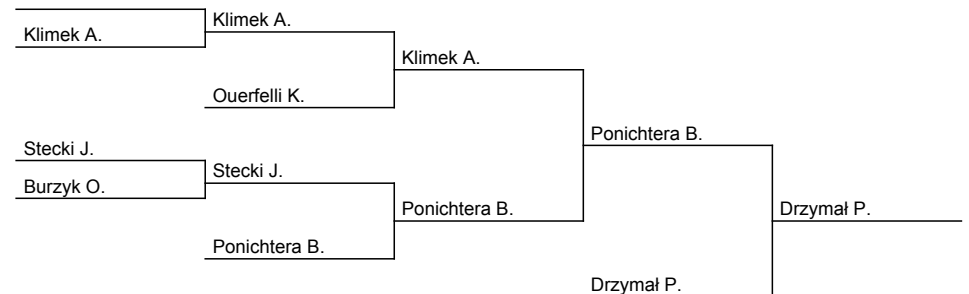 Klimek A.
Klimek A.
Klimek A.
Ouerfelli K.
Ponichtera B.
Stecki J.
Stecki J.
Burzyk O.
Ponichtera B.
Drzymał P.
Ponichtera B.
Drzymał P.